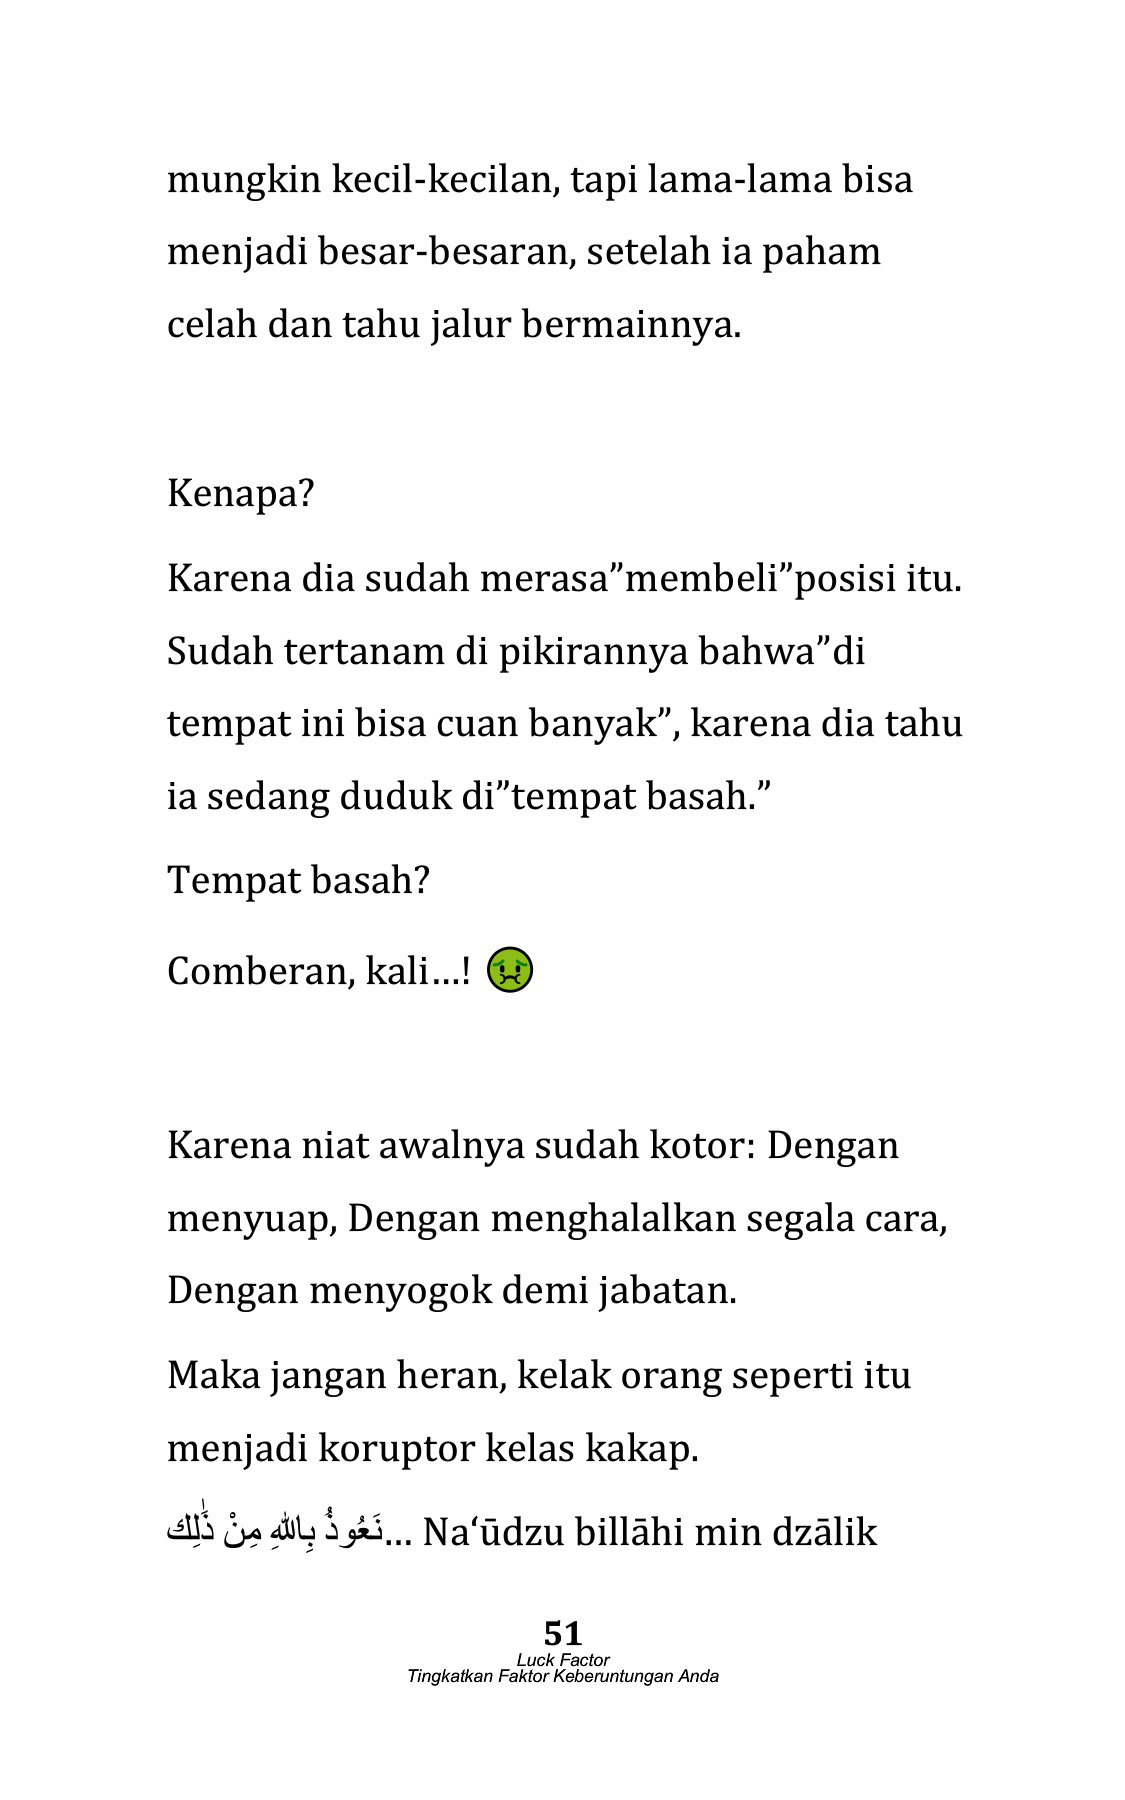 mungkin kecil-kecilan, tapi lama-lama bisa
menjadi besar-besaran, setelah ia paham
celah dan tahu jalur bermainnya.
Kenapa?
Karena dia sudah merasa”membeli”posisi itu.
Sudah tertanam di pikirannya bahwa”di
tempat ini bisa cuan banyak”, karena dia tahu
ia sedang duduk di”tempat basah.”
Tempat basah?
Comberan, kali…! 🤢
Karena niat awalnya sudah kotor: Dengan
menyuap, Dengan menghalalkan segala cara,
Dengan menyogok demi jabatan.
Maka jangan heran, kelak orang seperti itu
menjadi koruptor kelas kakap.
نَعُوذُ بِاللهِ مِنْ ذَٰلِك… Na‘ūdzu billāhi min dzālik
51
Luck Factor
Tingkatkan Faktor Keberuntungan Anda